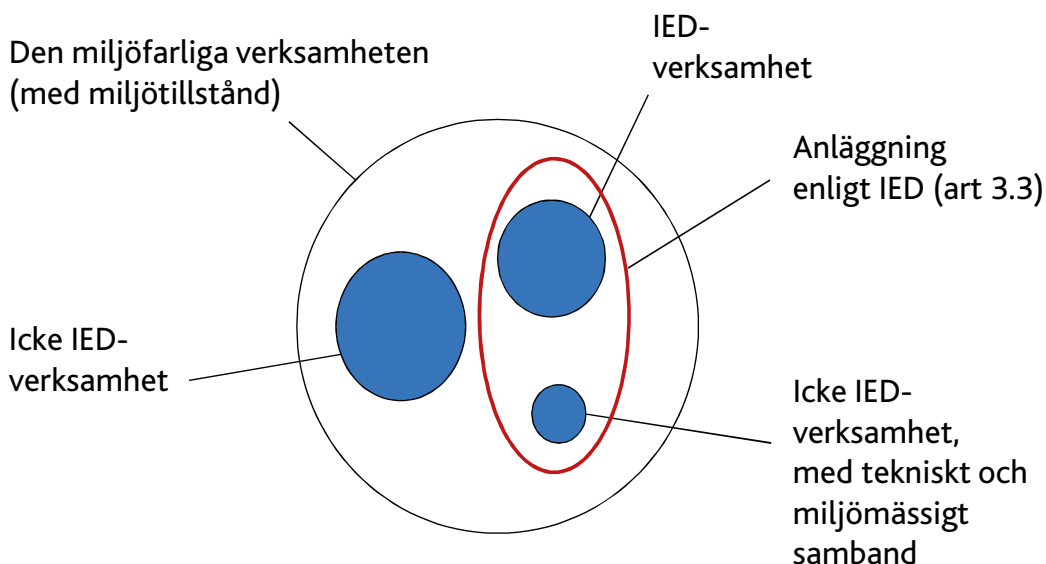 Den miljöfarliga verksamheten
(med miljötillstånd)
IED-
verksamhet
Anläggning
enligt IED (art 3.3)
Icke IED-
verksamhet
Icke IED-
verksamhet,
med tekniskt och
miljömässigt
samband